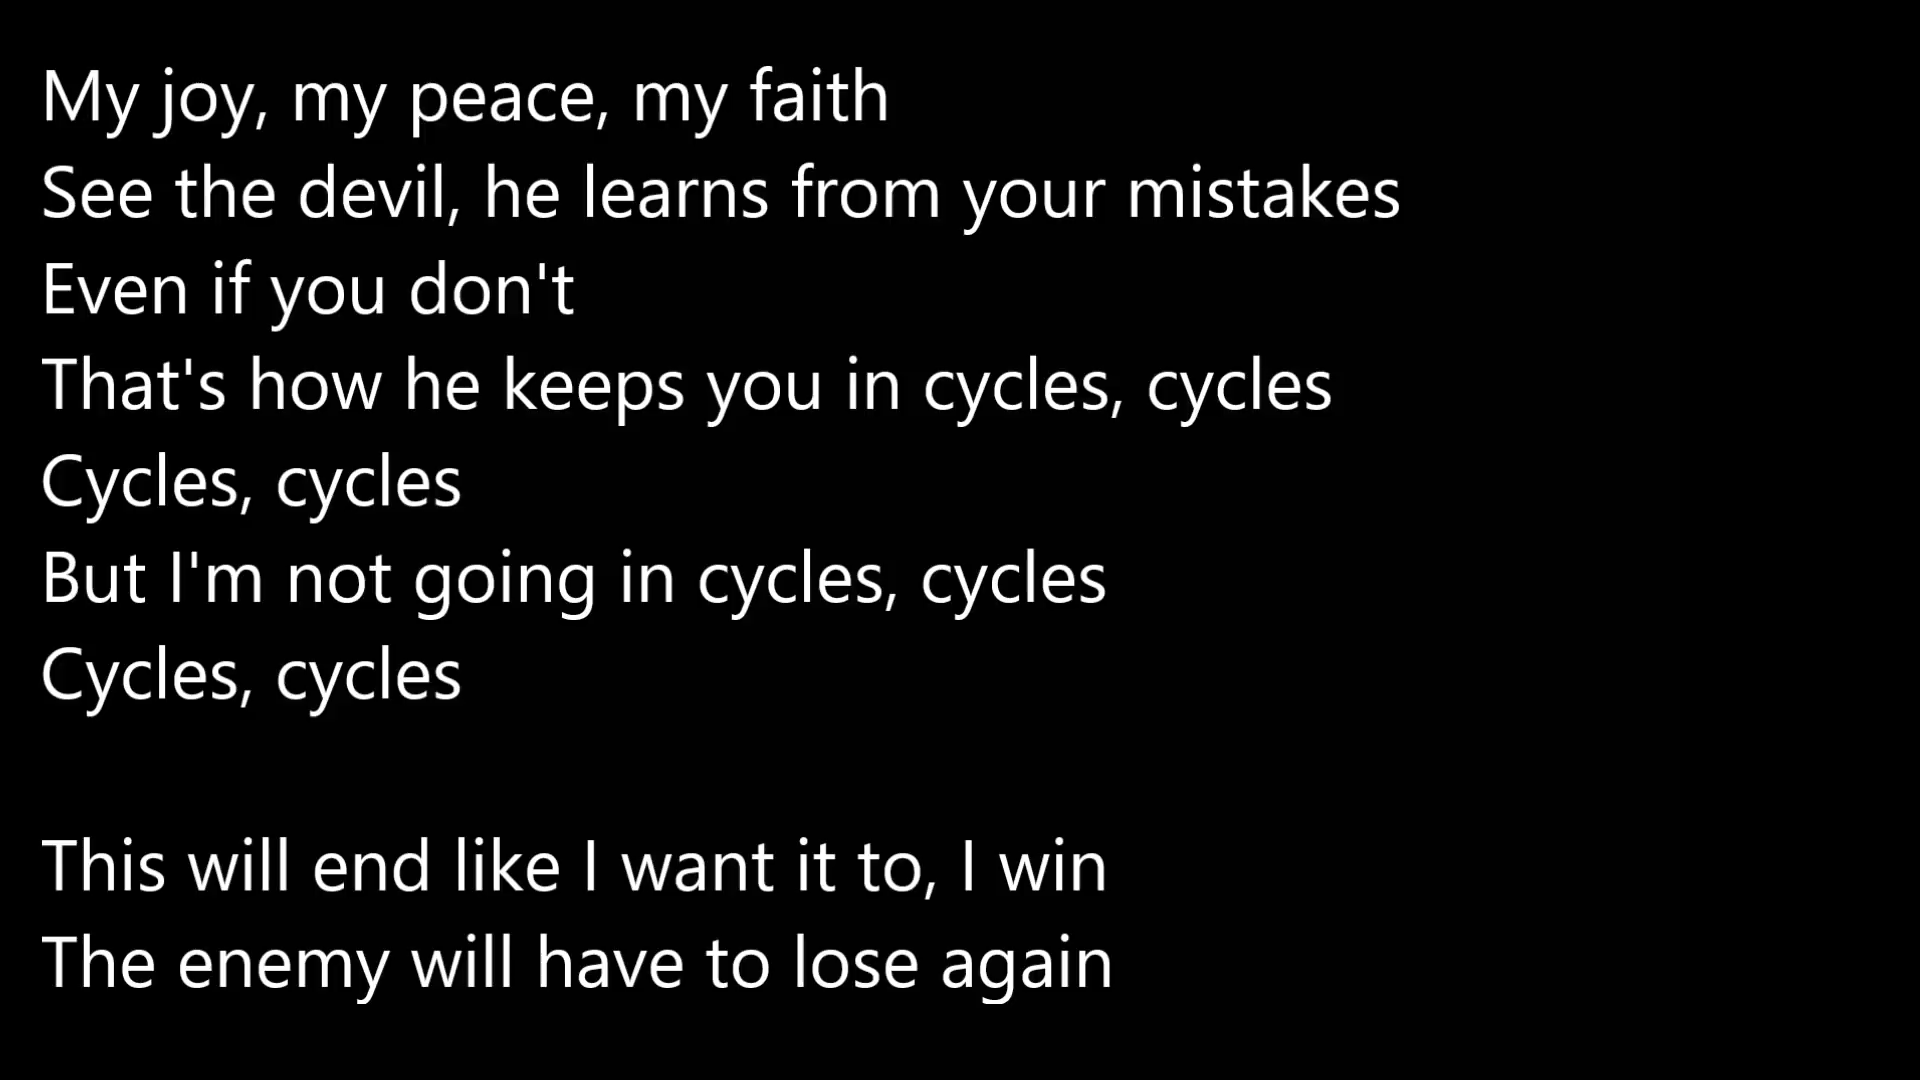 My joy, my peace, my faith
See the devil, he learns from your mistakes
Even if you don't
That's how he keeps you in cycles, cycles
Cycles, cycles
But I'm not going in cycles, cycles
Cycles, cycles
This will end like I want it to, I win
The enemy will have to lose again